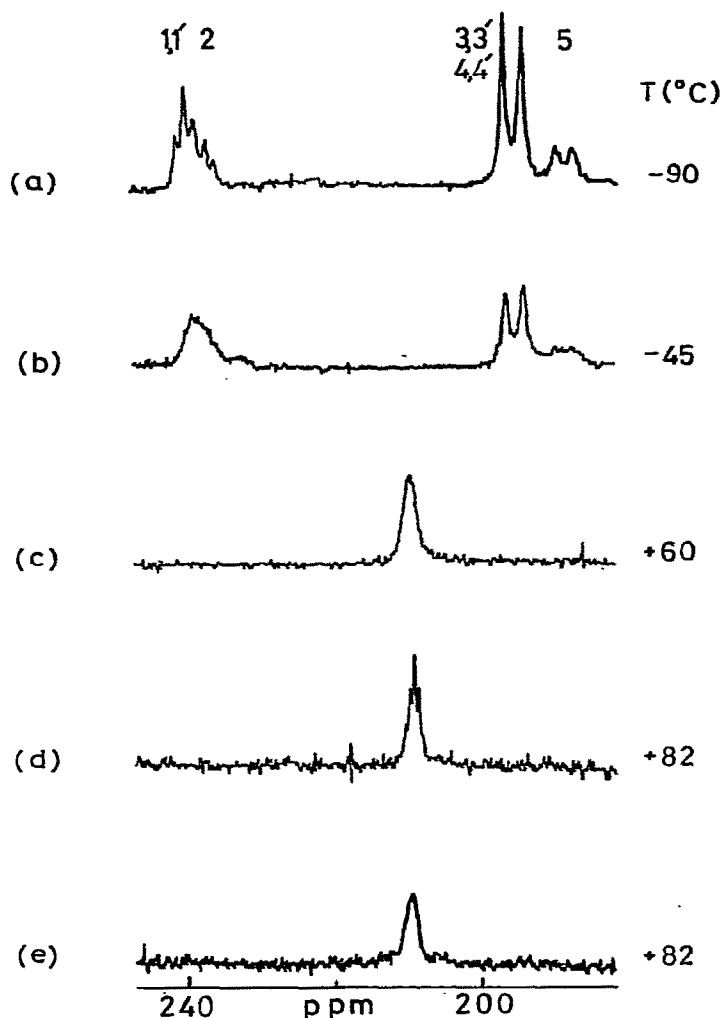 1,1′ 2 3,3′ 5
4,4′
T(°C)
(a) -90
(b) -45
(c) +60
(d) +82
(e) +82
240 ppm 200